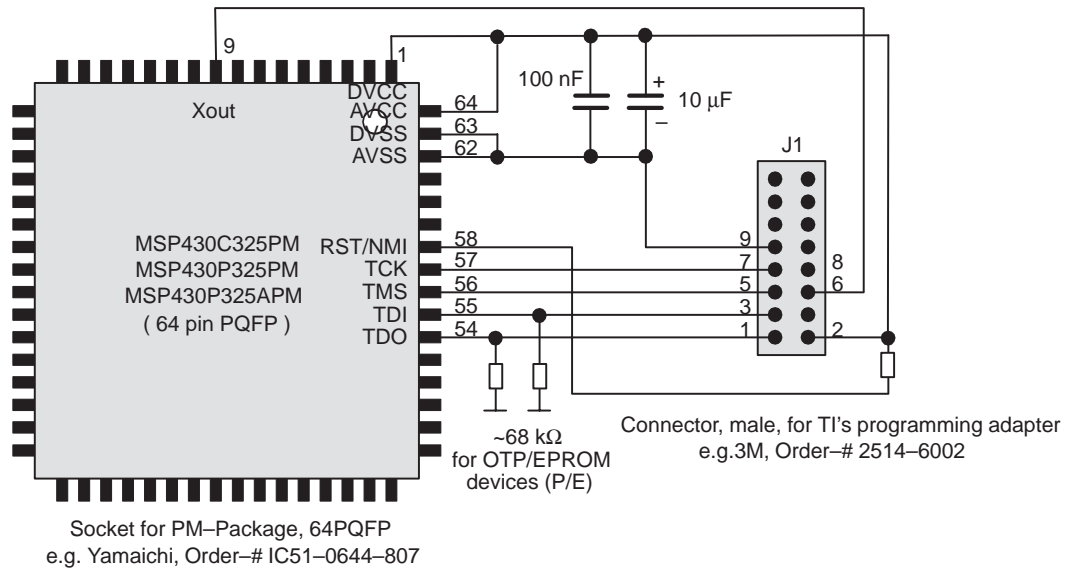 9
1
DVCC
Xout
AVCC
64
DVSS
63
AVSS
62
100 nF
+
10 μF
–
J1
MSP430C325PM
MSP430P325PM
MSP430P325APM
( 64 pin PQFP )
RST/NMI
58
TCK
57
TMS
56
TDI
55
TDO
54
9
7
8
5
6
3
1
2
~68 kΩ
for OTP/EPROM
devices (P/E)
Connector, male, for TI's programming adapter
e.g.3M, Order–# 2514–6002
Socket for PM–Package, 64PQFP
e.g. Yamaichi, Order–# IC51–0644–807